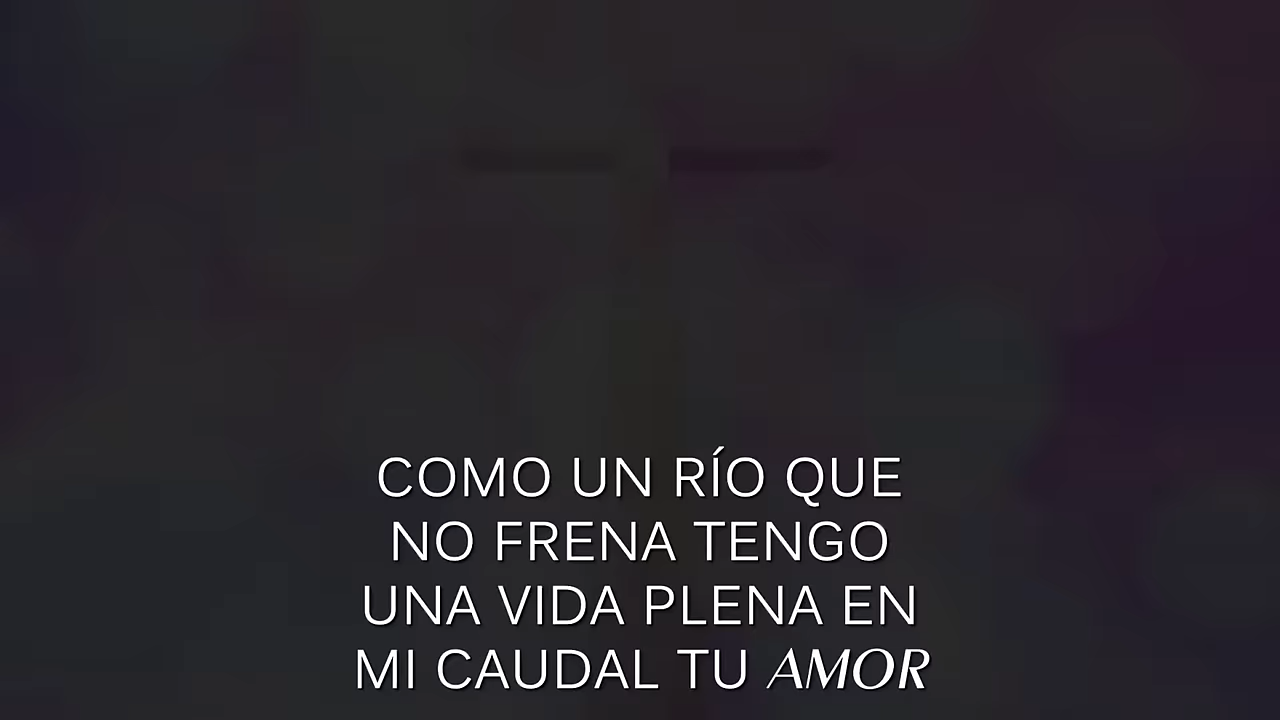 COMO UN RÍO QUE
NO FRENA TENGO
UNA VIDA PLENA EN
MI CAUDAL TU AMOR